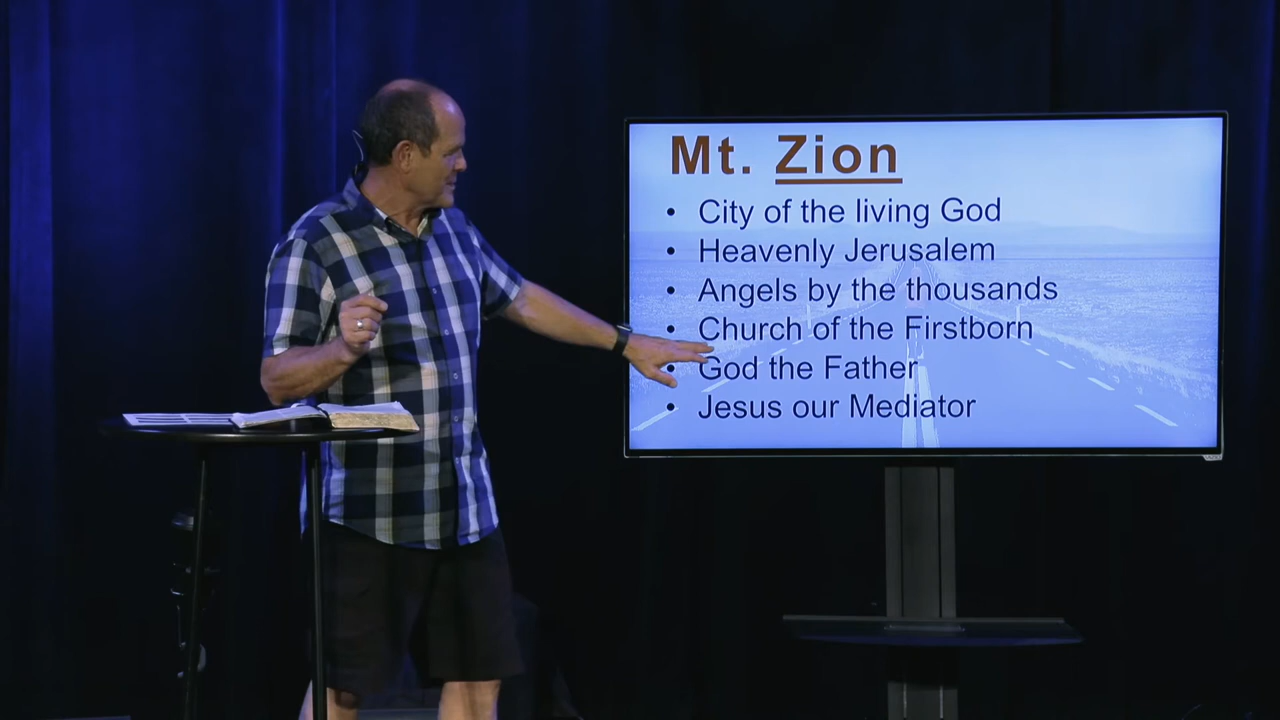 Mt. Zion
• City of the living God
• Heavenly Jerusalem
• Angels by the thousands
• Church of the Firstborn
• God the Father
• Jesus our Mediator